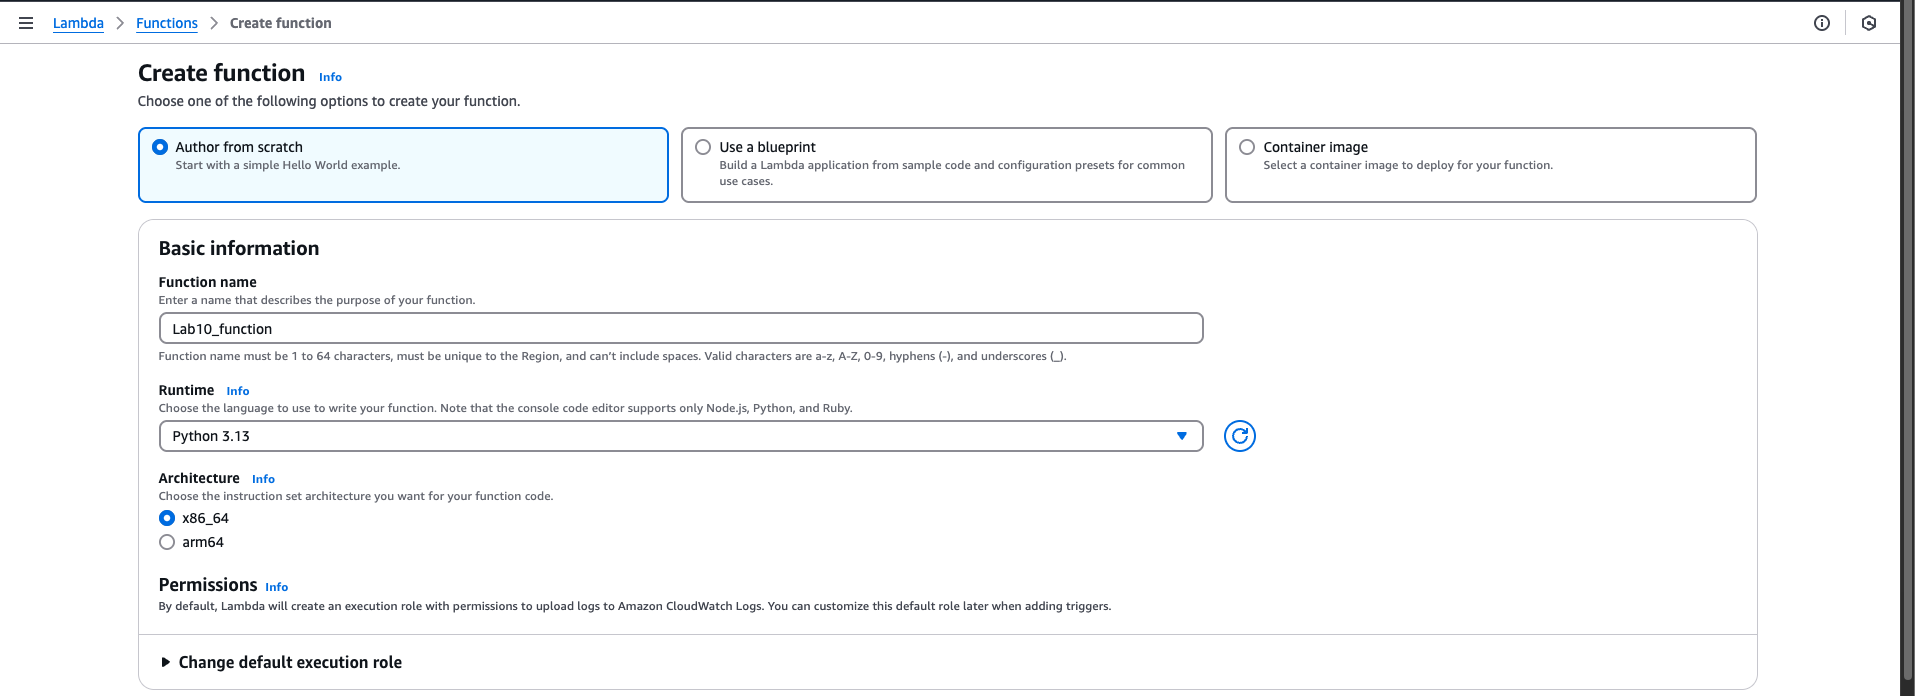 Lambda > Functions > Create function
Create function Info
Choose one of the following options to create your function.
Author from scratch
Start with a simple Hello World example.
Use a blueprint
Build a Lambda application from sample code and configuration presets for common
use cases.
Container image
Select a container image to deploy for your function.
Basic information
Function name
Enter a name that describes the purpose of your function.
Lab10_function
Function name must be 1 to 64 characters, must be unique to the Region, and can't include spaces. Valid characters are a-z, A-Z, 0-9, hyphens (-), and underscores (_).
Runtime Info
Choose the language to use to write your function. Note that the console code editor supports only Node.js, Python, and Ruby.
Python 3.13
Architecture Info
Choose the instruction set architecture you want for your function code.
x86_64
arm64
Permissions Info
By default, Lambda will create an execution role with permissions to upload logs to Amazon CloudWatch Logs. You can customize this default role later when adding triggers.
Change default execution role